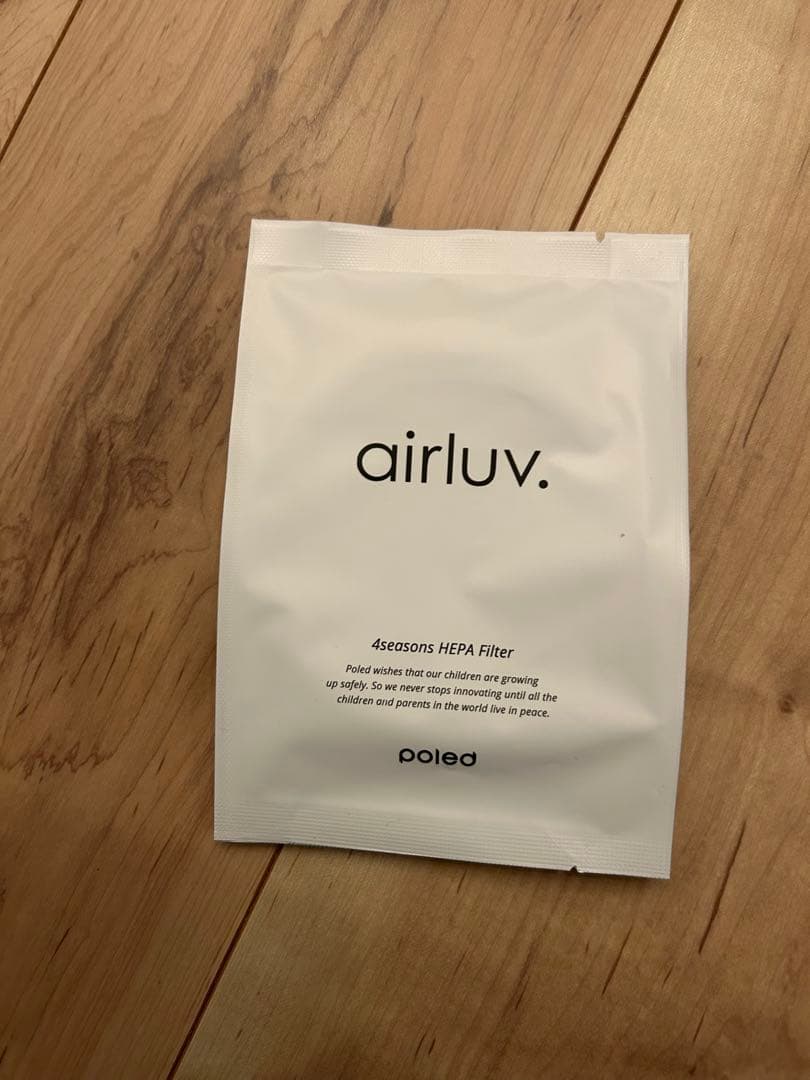 airluv.
4seasons HEPA Filter
Poled wishes that our children are growing
up safely. So we never stops innovating until all the
children and parents in the world live in peace.
poled